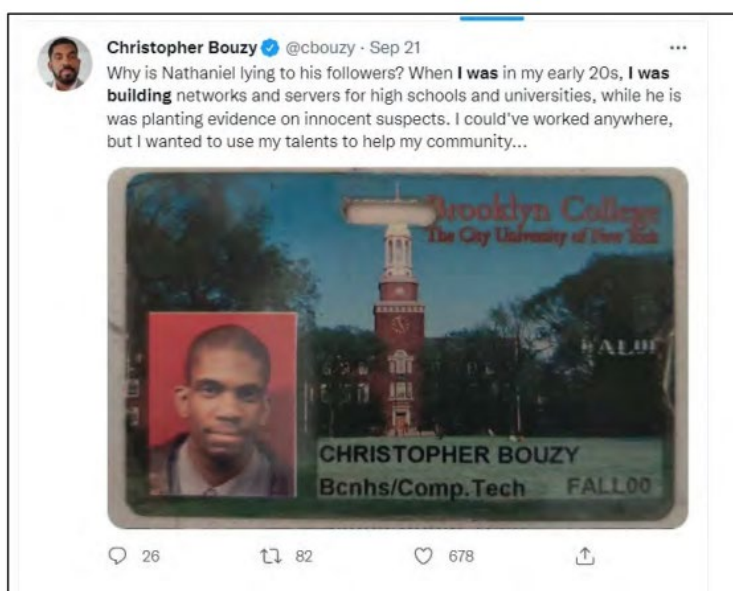 Christopher Bouzy @cbouzy · Sep 21 ...
Why is Nathaniel lying to his followers? When I was in my early 20s, I was
building networks and servers for high schools and universities, while he is
was planting evidence on innocent suspects. I could've worked anywhere,
but I wanted to use my talents to help my community...
Brooklyn College
The City University of New York
CHRISTOPHER BOUZY
Bcnhs/Comp.Tech FALL00
26 82 678